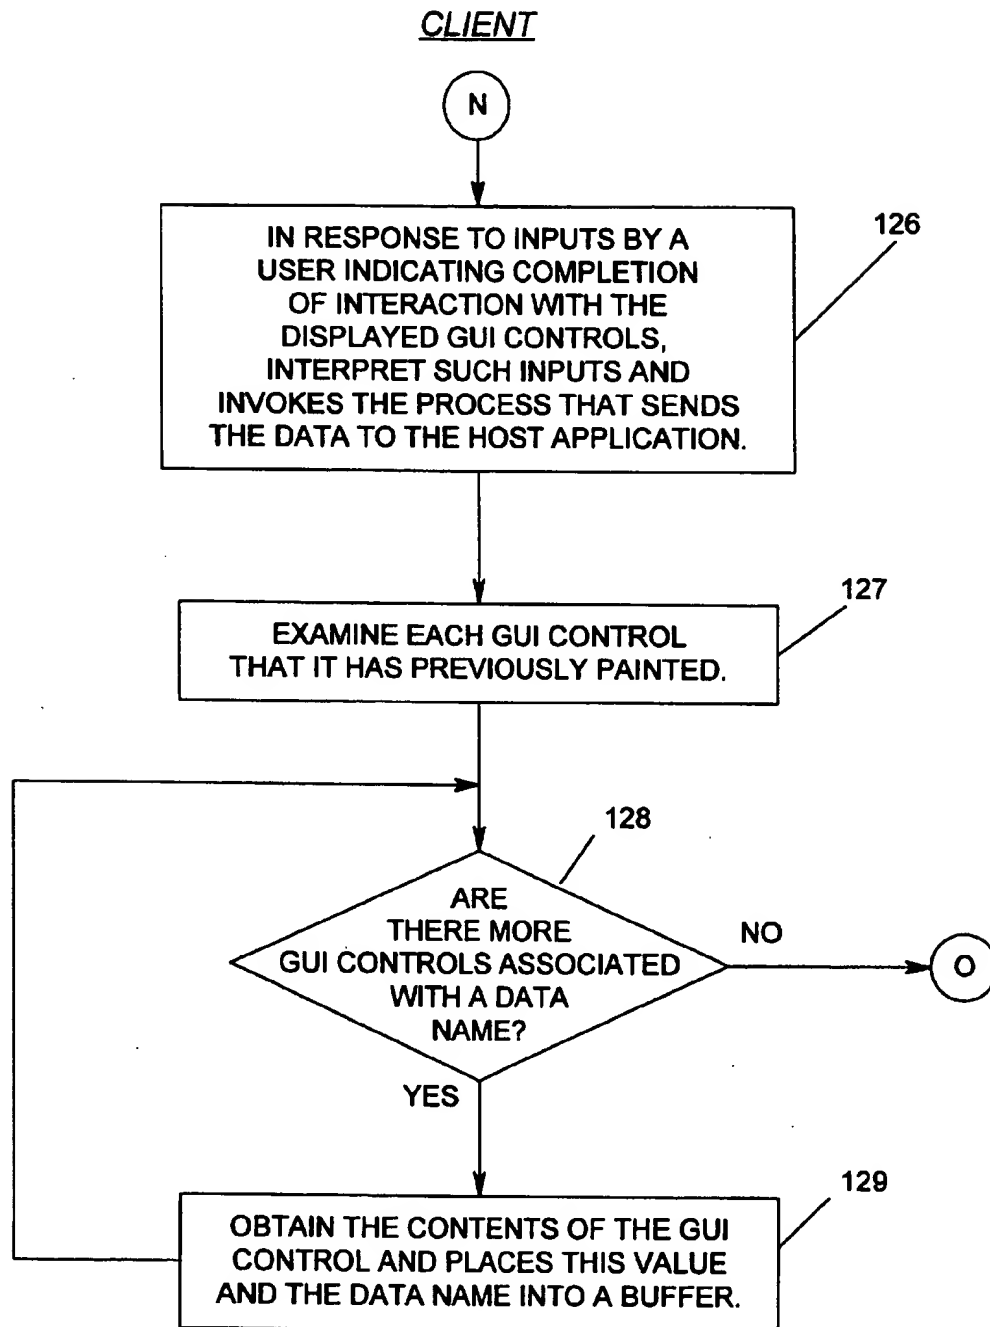 CLIENT
N
126
IN RESPONSE TO INPUTS BY A
USER INDICATING COMPLETION
OF INTERACTION WITH THE
DISPLAYED GUI CONTROLS,
INTERPRET SUCH INPUTS AND
INVOKES THE PROCESS THAT SENDS
THE DATA TO THE HOST APPLICATION.
127
EXAMINE EACH GUI CONTROL
THAT IT HAS PREVIOUSLY PAINTED.
128
ARE
THERE MORE
GUI CONTROLS ASSOCIATED
WITH A DATA
NAME?
NO
O
YES
129
OBTAIN THE CONTENTS OF THE GUI
CONTROL AND PLACES THIS VALUE
AND THE DATA NAME INTO A BUFFER.